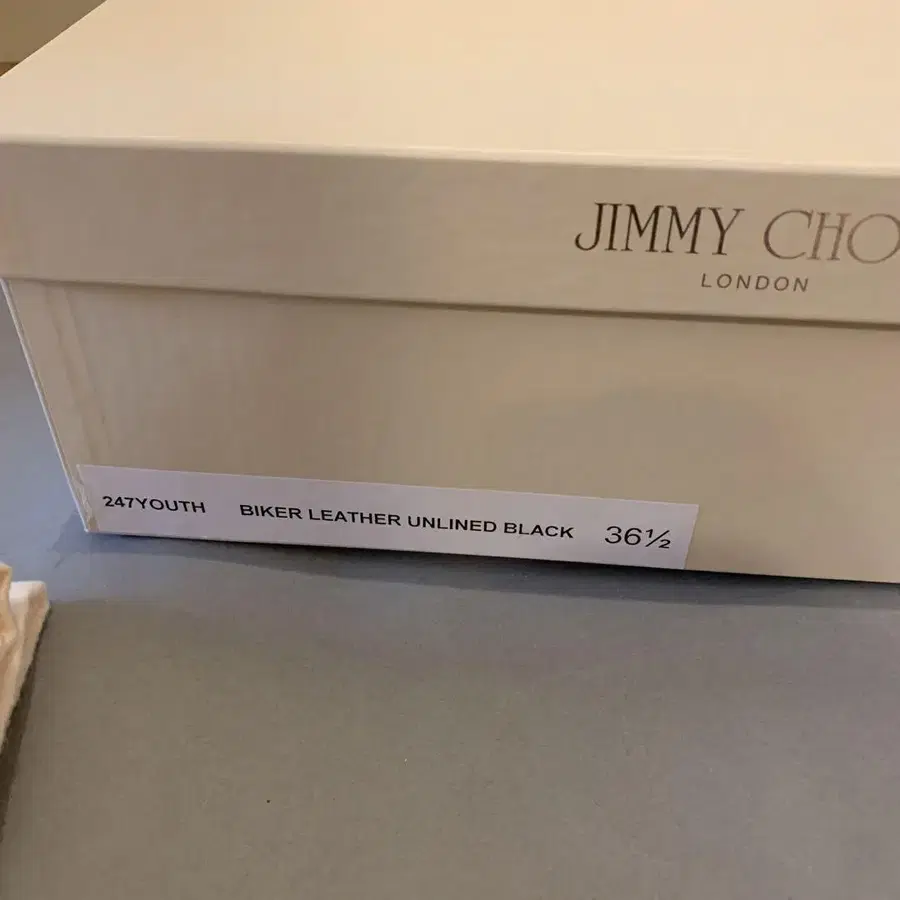 JIMMY CHO
LONDON
247YOUTH BIKER LEATHER UNLINED BLACK 36½